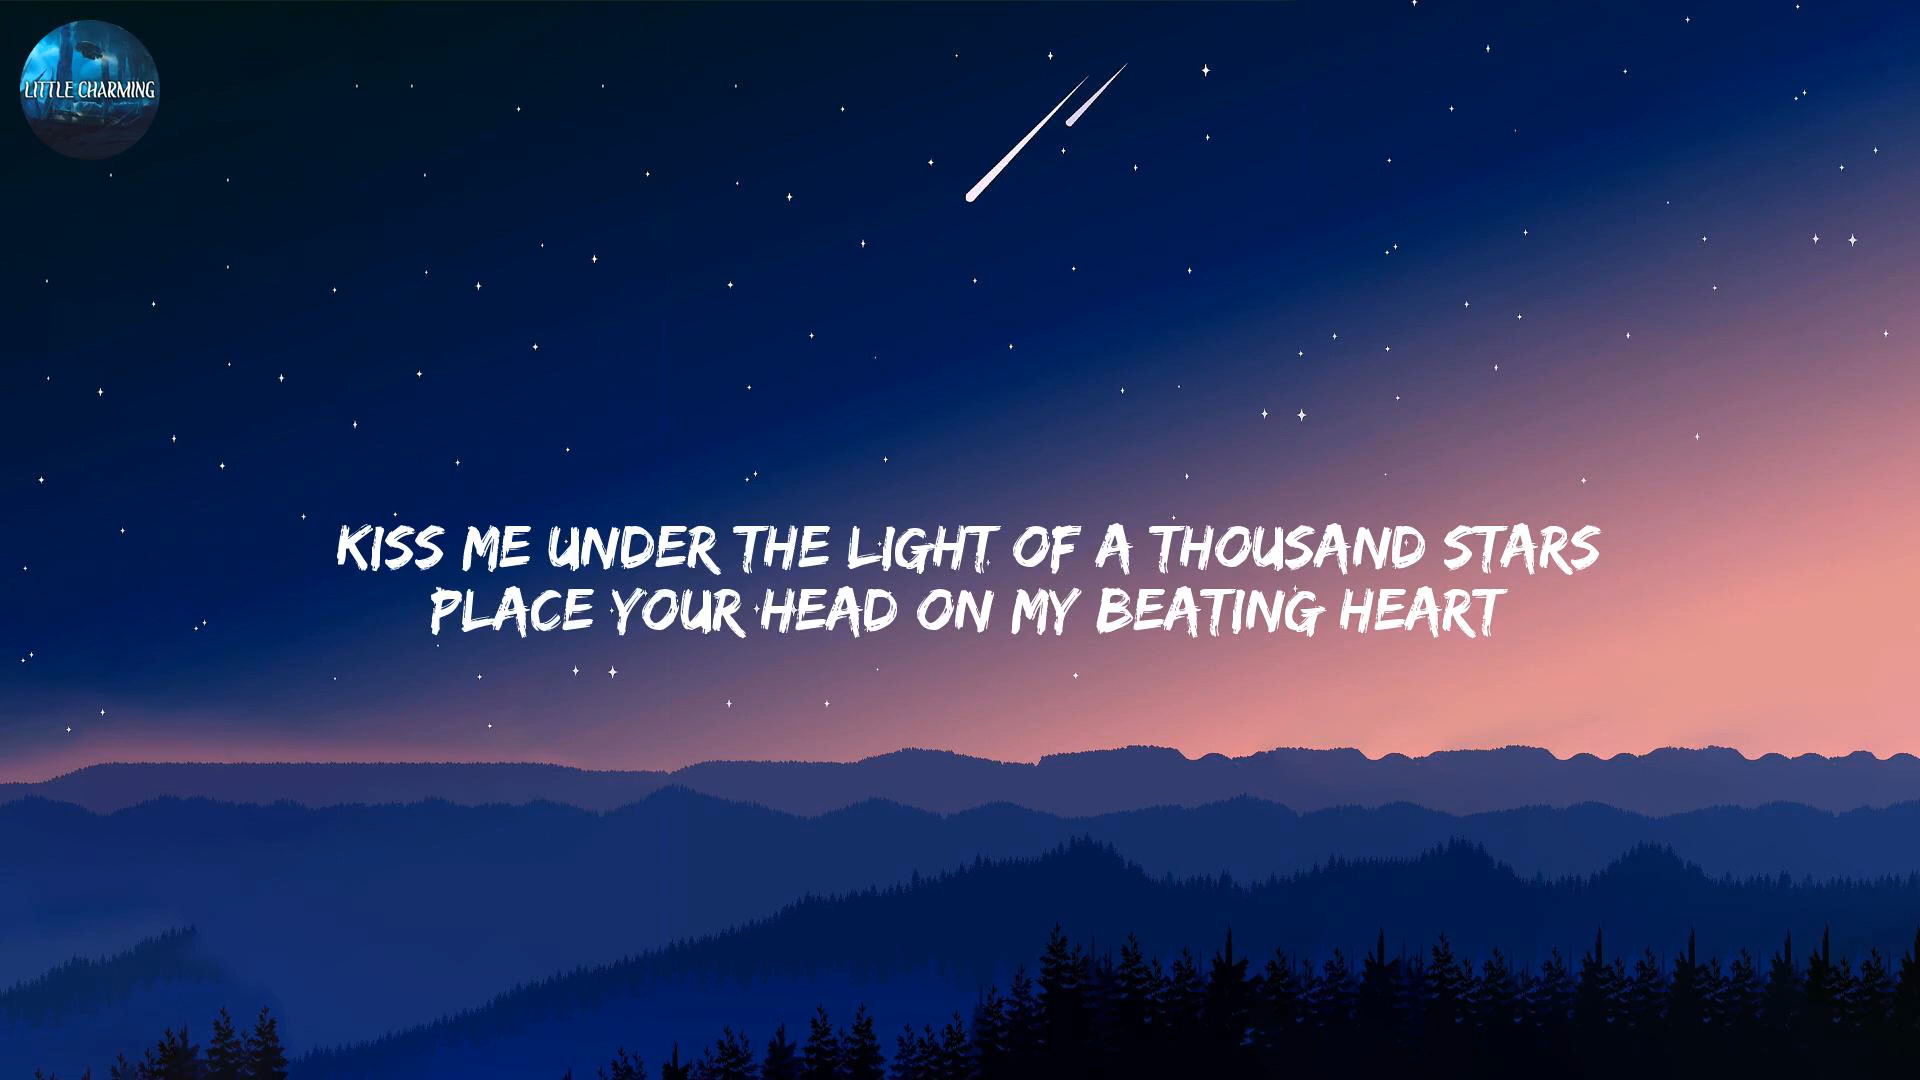 LITTLE CHARMING
KISS ME UNDER THE LIGHT OF A THOUSAND STARS
PLACE YOUR HEAD ON MY BEATING HEART